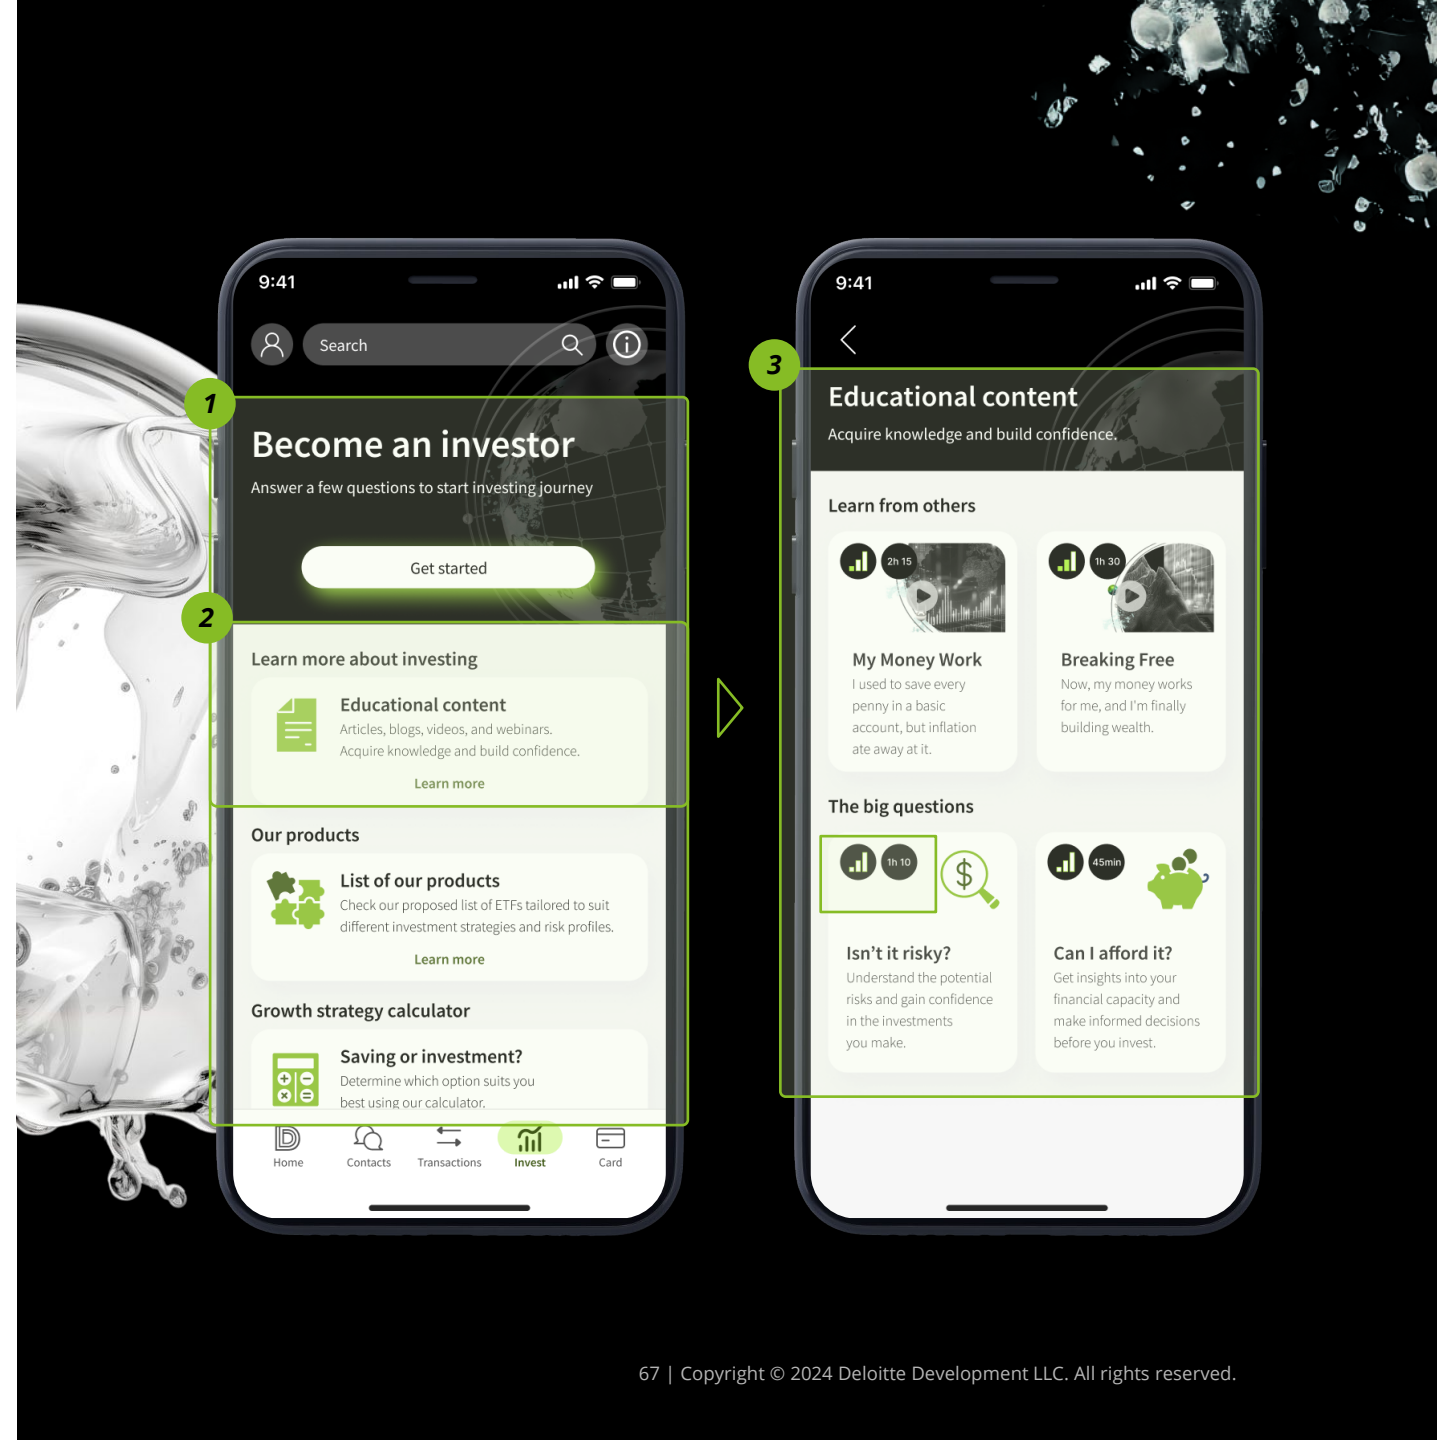 9:41
Search
1
Become an investor
Answer a few questions to start investing journey
Get started
2
Learn more about investing
Educational content
Articles, blogs, videos, and webinars.
Acquire knowledge and build confidence.
Learn more
Our products
List of our products
Check our proposed list of ETFs tailored to suit
different investment strategies and risk profiles.
Learn more
Growth strategy calculator
Saving or investment?
Determine which option suits you
best using our calculator.
Home
Contacts
Transactions
Invest
Card
9:41
3
Educational content
Acquire knowledge and build confidence.
Learn from others
2h 15
My Money Work
I used to save every
penny in a basic
account, but inflation
ate away at it.
1h 30
Breaking Free
Now, my money works
for me, and I'm finally
building wealth.
The big questions
1h 10
$
Isn't it risky?
Understand the potential
risks and gain confidence
in the investments
you make.
45min
Can I afford it?
Get insights into your
financial capacity and
make informed decisions
before you invest.
67 | Copyright © 2024 Deloitte Development LLC. All rights reserved.